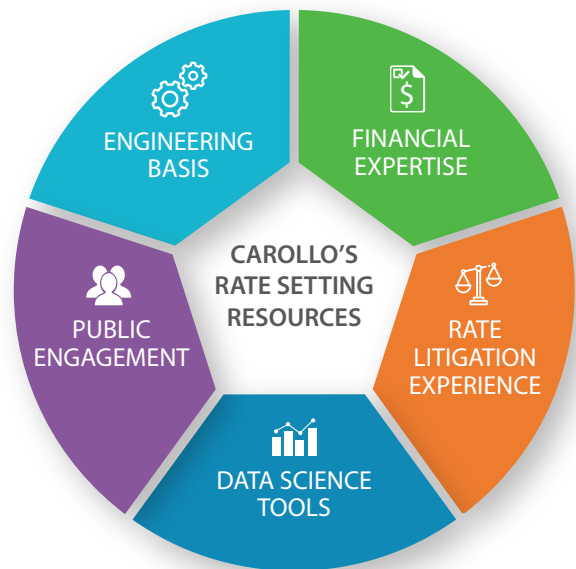 ENGINEERING
BASIS
FINANCIAL
EXPERTISE
CAROLLO'S
RATE SETTING
RESOURCES
PUBLIC
ENGAGEMENT
RATE
LITIGATION
EXPERIENCE
DATA SCIENCE
TOOLS